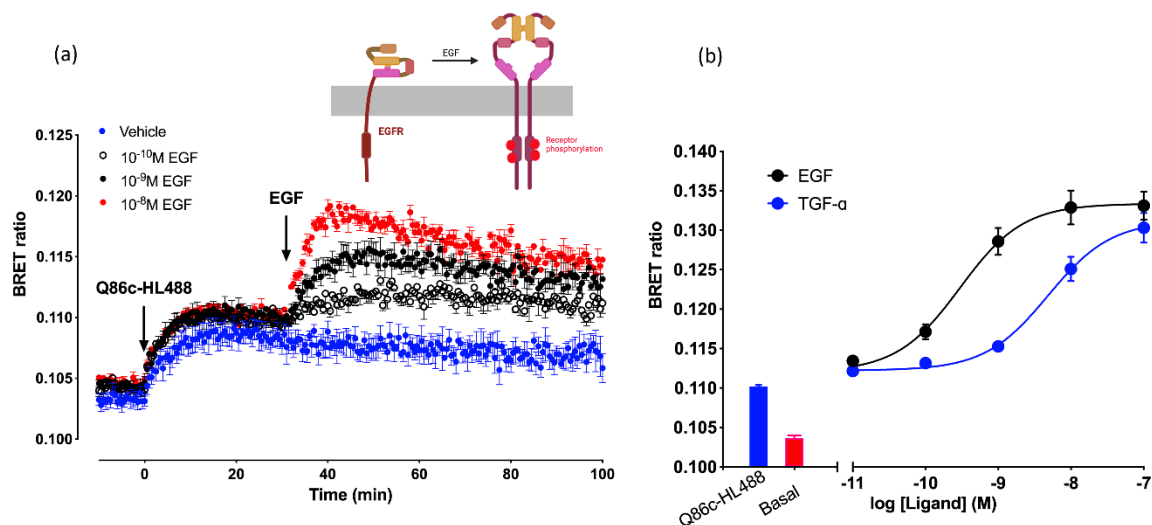 (a)
EGF
EGFR
Receptor
phosphorylation
Vehicle
10⁻¹⁰M EGF
10⁻⁹M EGF
10⁻⁸M EGF
EGF
Q86c-HL488
BRET ratio
0.125
0.120
0.115
0.110
0.105
0.100
0 20 40 60 80 100
Time (min)
(b)
EGF
TGF-α
BRET ratio
0.140
0.135
0.130
0.125
0.120
0.115
0.110
0.105
0.100
Q86c-HL488
Basal
-11 -10 -9 -8 -7
log [Ligand] (M)